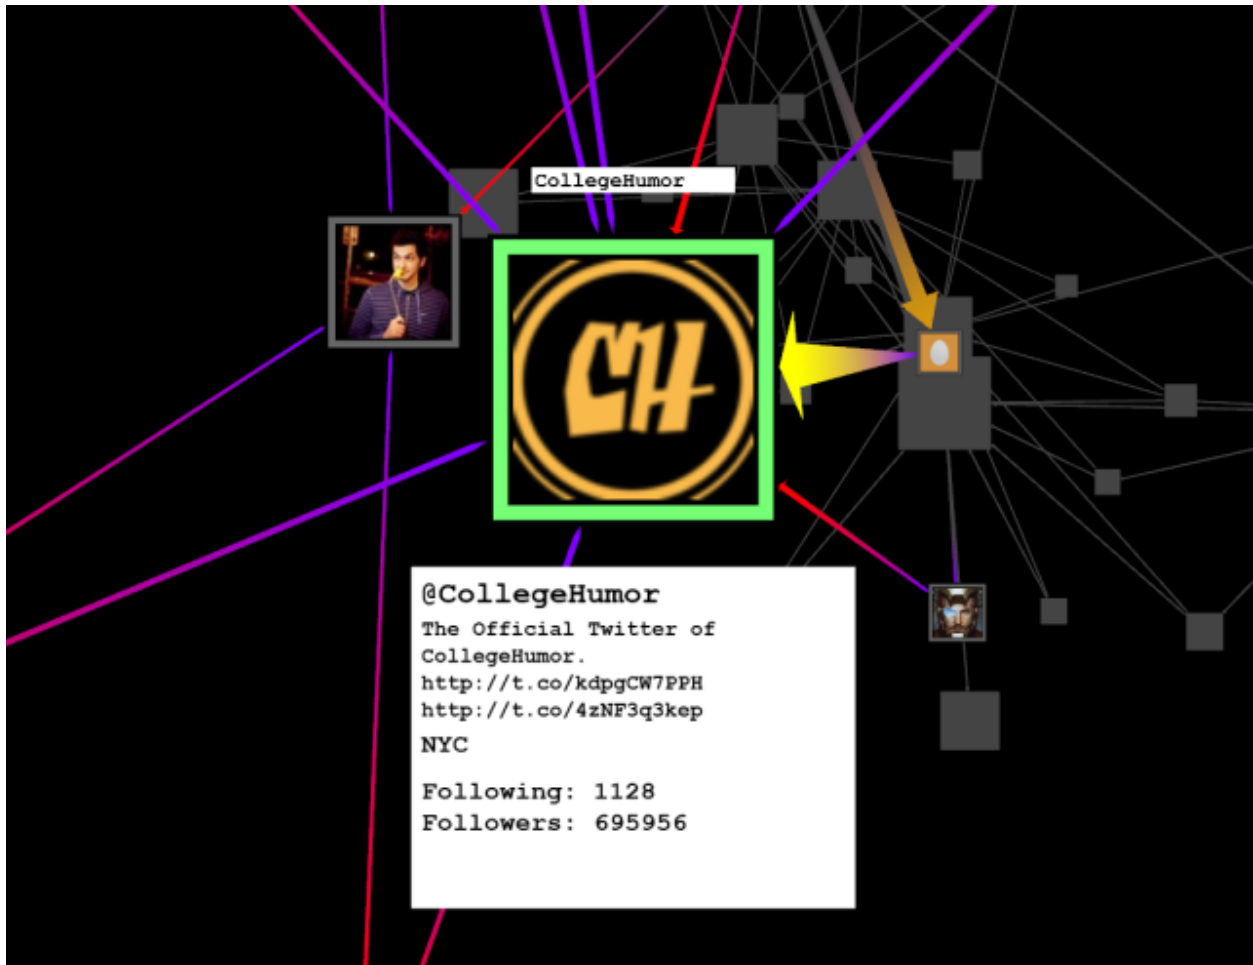 CollegeHumor
CH
@CollegeHumor
The Official Twitter of
CollegeHumor.
http://t.co/kdpgCW7PPH
http://t.co/4zNF3q3kep
NYC
Following: 1128
Followers: 695956